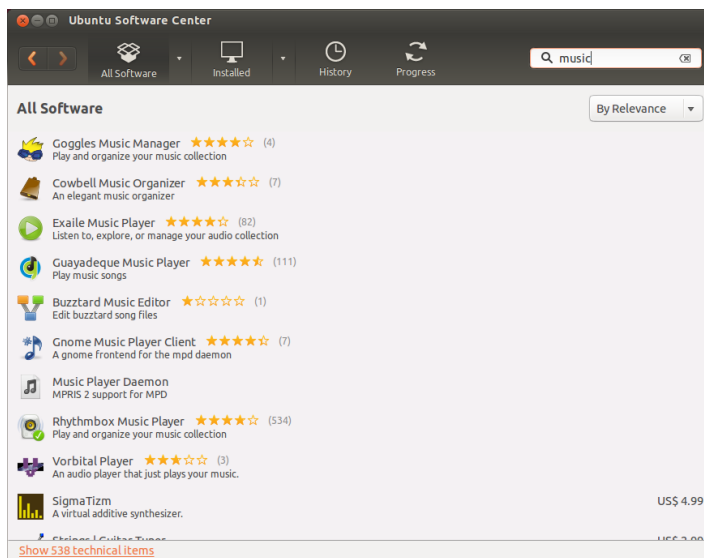 Ubuntu Software Center
All Software
Installed
History
Progress
music
All Software
By Relevance
Goggles Music Manager (4)
Play and organize your music collection
Cowbell Music Organizer (7)
An elegant music organizer
Exaile Music Player (82)
Listen to, explore, or manage your audio collection
Guayadeque Music Player (111)
Play music songs
Buzztard Music Editor (1)
Edit buzztard song files
Gnome Music Player Client (7)
A gnome frontend for the mpd daemon
Music Player Daemon
MPRIS 2 support for MPD
Rhythmbox Music Player (534)
Play and organize your music collection
Vorbital Player (3)
An audio player that just plays your music.
SigmaTizm US$ 4.99
A virtual additive synthesizer.
Show 538 technical items